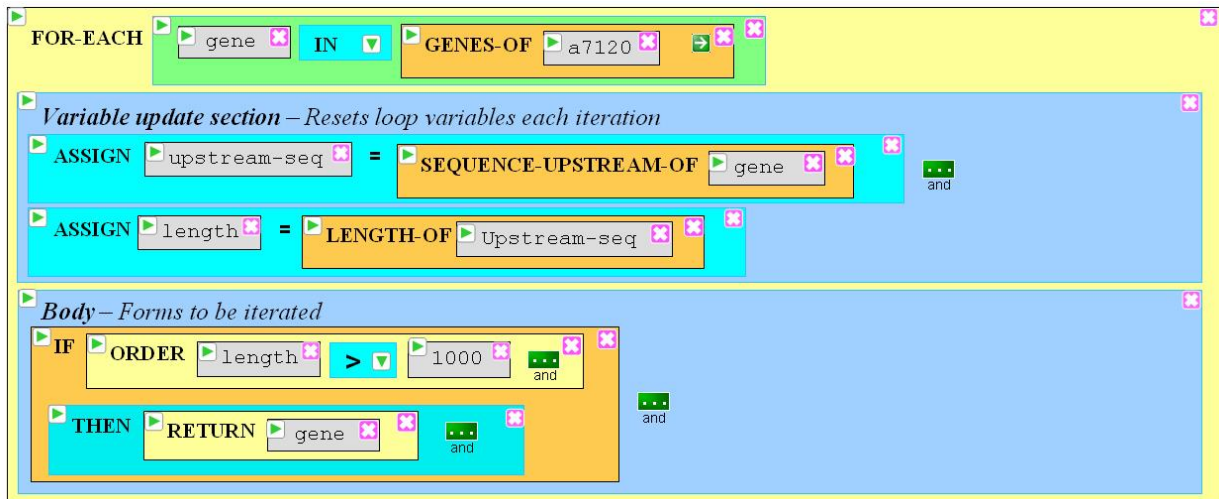 FOR-EACH gene IN GENES-OF a7120
Variable update section – Resets loop variables each iteration
ASSIGN upstream-seq = SEQUENCE-UPSTREAM-OF gene
... and
ASSIGN length = LENGTH-OF Upstream-seq
Body – Forms to be iterated
IF ORDER length > 1000 ... and
... and
THEN RETURN gene ... and